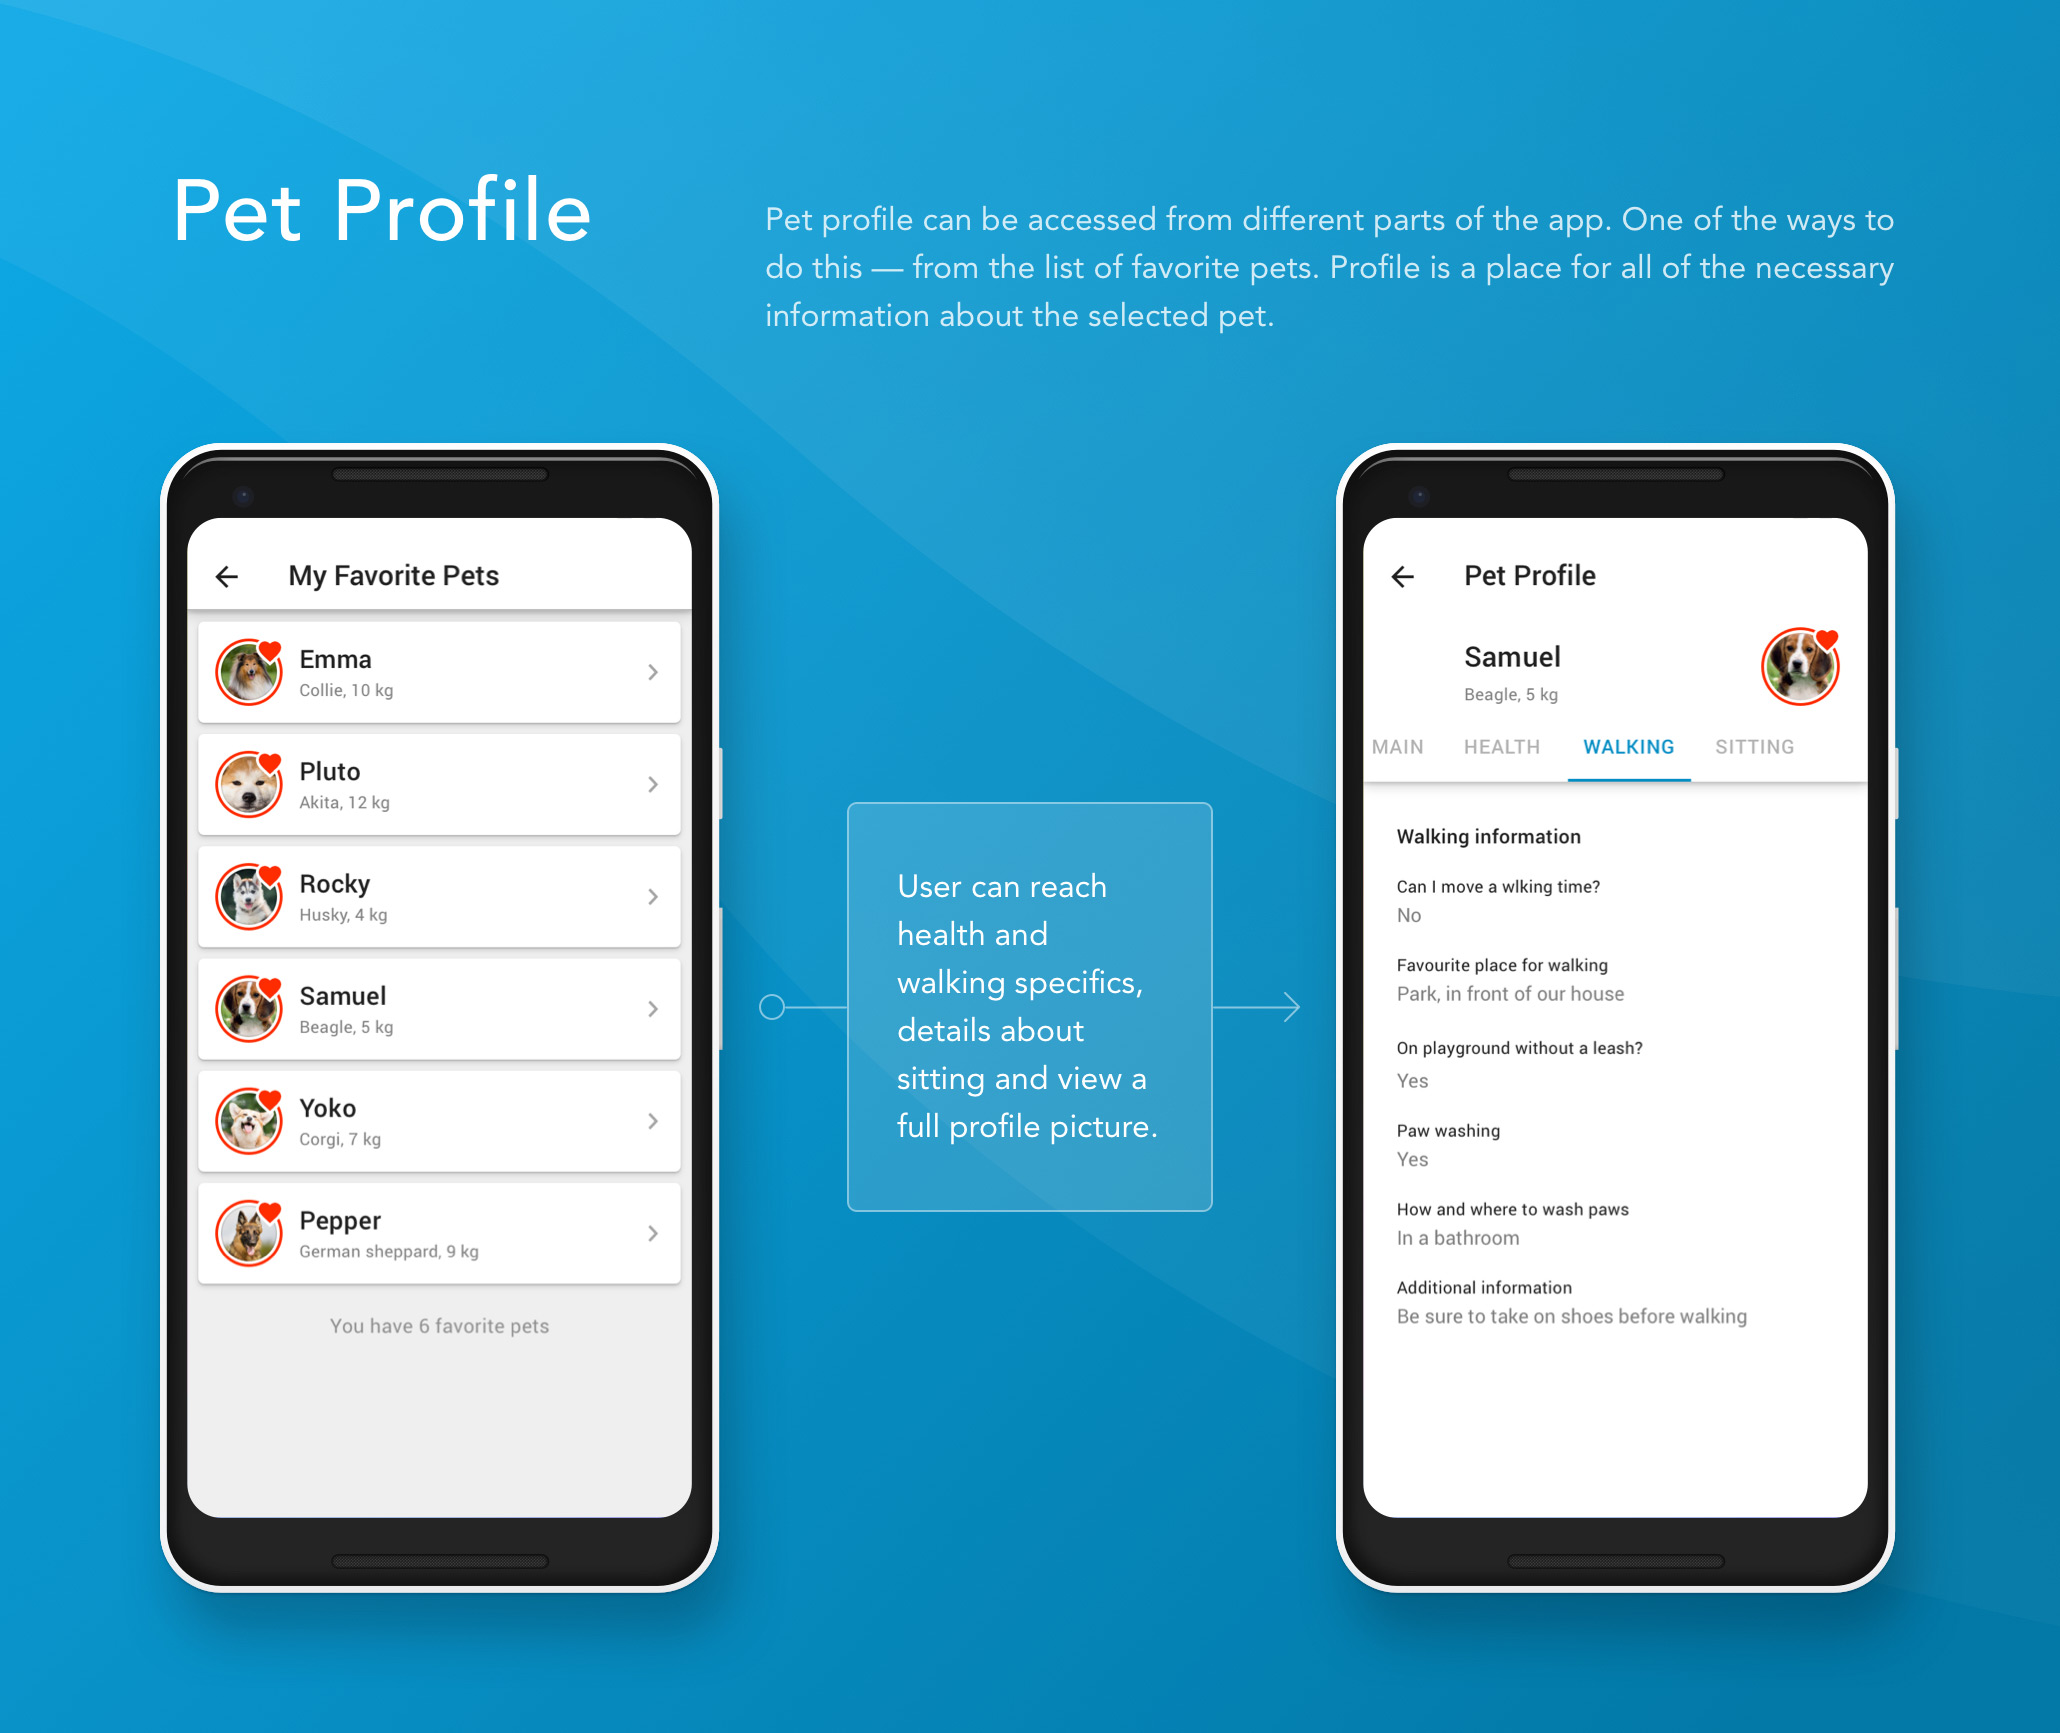 Pet Profile
Pet profile can be accessed from different parts of the app. One of the ways to
do this — from the list of favorite pets. Profile is a place for all of the necessary
information about the selected pet.
My Favorite Pets
Emma
Collie, 10 kg
Pluto
Akita, 12 kg
Rocky
Husky, 4 kg
Samuel
Beagle, 5 kg
Yoko
Corgi, 7 kg
Pepper
German sheppard, 9 kg
You have 6 favorite pets
User can reach
health and
walking specifics,
details about
sitting and view a
full profile picture.
Pet Profile
Samuel
Beagle, 5 kg
MAIN HEALTH WALKING SITTING
Walking information
Can I move a wlking time?
No
Favourite place for walking
Park, in front of our house
On playground without a leash?
Yes
Paw washing
Yes
How and where to wash paws
In a bathroom
Additional information
Be sure to take on shoes before walking